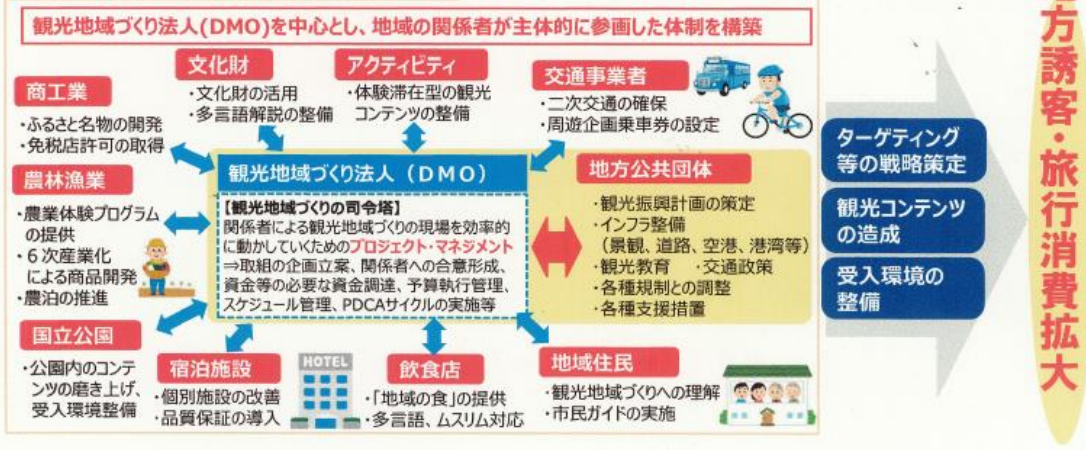 観光地域づくり法人(DMO)を中心とし、地域の関係者が主体的に参画した体制を構築
商工業
・ふるさと名物の開発
・免税店許可の取得
文化財
・文化財の活用
・多言語解説の整備
アクティビティ
・体験滞在型の観光
コンテンツの整備
交通事業者
・二次交通の確保
・周遊企画乗車券の設定
農林漁業
・農業体験プログラム
の提供
・6次産業化
による商品開発
・農泊の推進
観光地域づくり法人（DMO）
【観光地域づくりの司令塔】
関係者による観光地域づくりの現場を効率的
に動かしていくためのプロジェクト・マネジメント
⇒取組の企画立案、関係者への合意形成、
資金等の必要な資金調達、予算執行管理、
スケジュール管理、PDCAサイクルの実施等
地方公共団体
・観光振興計画の策定
・インフラ整備
（景観、道路、空港、港湾等）
・観光教育　・交通政策
・各種規制との調整
・各種支援措置
国立公園
・公園内のコンテ
ンツの磨き上げ、
受入環境整備
宿泊施設
・個別施設の改善
・品質保証の導入
HOTEL
飲食店
・「地域の食」の提供
・多言語、ムスリム対応
地域住民
・観光地域づくりへの理解
・市民ガイドの実施
ターゲティング
等の戦略策定
観光コンテンツ
の造成
受入環境の
整備
方誘客・旅行消費拡大